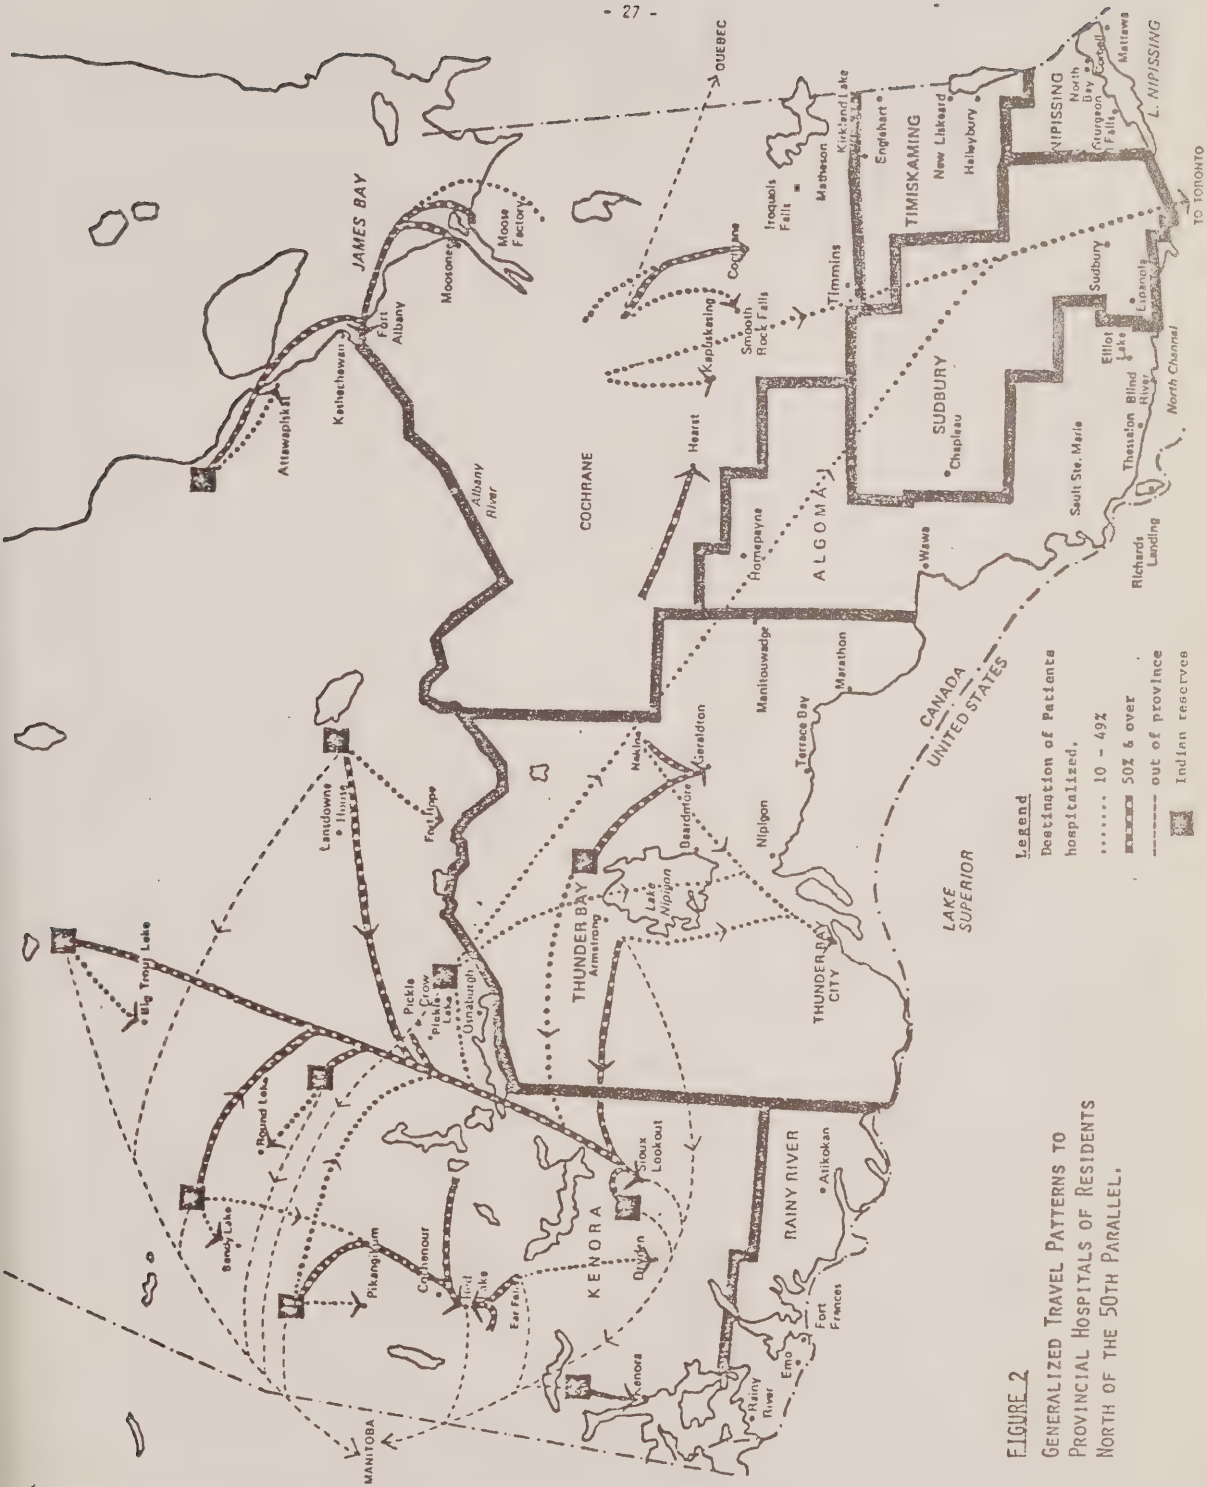 - 27 -
QUEBEC
JAMES BAY
Moosonee
Moose
Factory
Fort
Albany
Kashechewan
Attawapiskat
Albany
River
COCHRANE
Cochrane
Kapuskasing
Smooth
Rock Falls
Hearst
Iroquois
Falls
Matheson
Timmins
Kirkland Lake
Englehart
TIMISKAMING
New Liskeard
Haileybury
NIPISSING
North
Bay
Corbeil
Mattawa
Sturgeon
Falls
L. NIPISSING
TO TORONTO
Sudbury
Espanola
Elliot
Lake
Blind
River
Thessalon
North Channel
SUDBURY
Chapleau
Sault Ste. Marie
Richards
Landing
ALGOMA
Hornepayne
Wawa
Manitouwadge
Marathon
Terrace Bay
Nipigon
Nakina
Geraldton
Beardmore
Lake
Nipigon
THUNDER BAY
Armstrong
THUNDER BAY
CITY
LAKE
SUPERIOR
CANADA
UNITED STATES
Lansdowne
House
Fort Hope
Big Trout Lake
Pickle
Crow
Pickle
Lake
Osnaburgh
Round Lake
Sandy Lake
Pikangikum
Cochenour
Red
Lake
Ear Falls
Sioux
Lookout
KENORA
Dryden
Kenora
MANITOBA
RAINY RIVER
Atikokan
Fort
Frances
Emo
Rainy
River
Legend
Destination of Patients
hospitalized.
....... 10 - 49%
50% & over
------ out of province
Indian reserves
FIGURE 2
GENERALIZED TRAVEL PATTERNS TO
PROVINCIAL HOSPITALS OF RESIDENTS
NORTH OF THE 50TH PARALLEL.